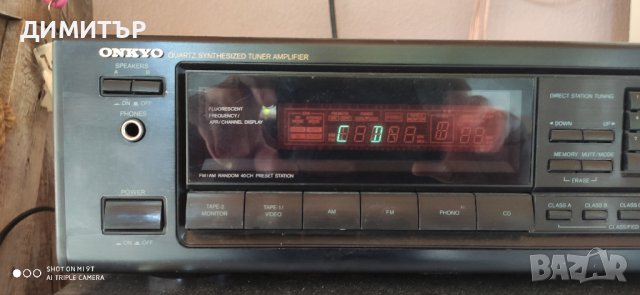 ДИМИТЪР
ONKYO QUARTZ SYNTHESIZED TUNER AMPLIFIER
SPEAKERS
A B
ON OFF
PHONES
POWER
ON OFF
FLUORESCENT
FREQUENCY/
APR/CHANNEL DISPLAY
C D
FM/AM RANDOM 40CH PRESET STATION
TAPE-2
MONITOR
TAPE-1/
VIDEO
AM
FM
PHONO
CD
DIRECT STATION TUNING
DOWN
UP
MEMORY
MUTE/MODE
ERASE
CLASS A
CLASS B
CLASS
CLASSIFIED
SHOT ON MI 9T
AI TRIPLE CAMERA
BAZAR